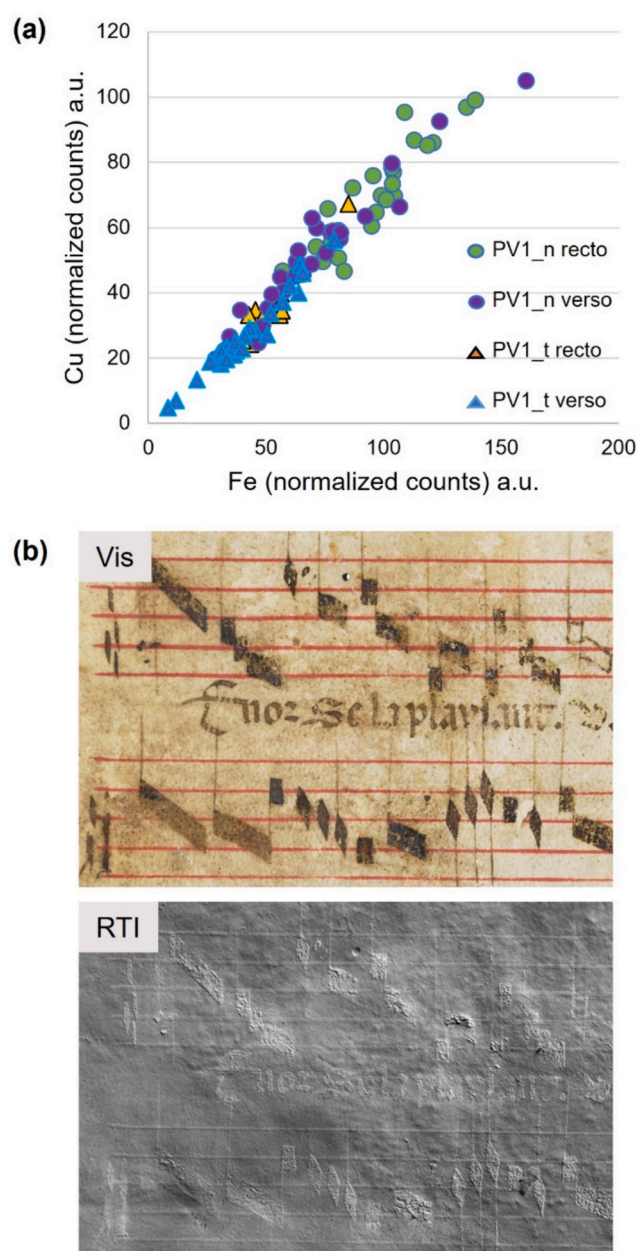 (a)
120
100
80
60
40
20
0
Cu (normalized counts) a.u.
PV1_n recto
PV1_n verso
PV1_t recto
PV1_t verso
0 50 100 150 200
Fe (normalized counts) a.u.
(b)
Vis
RTI